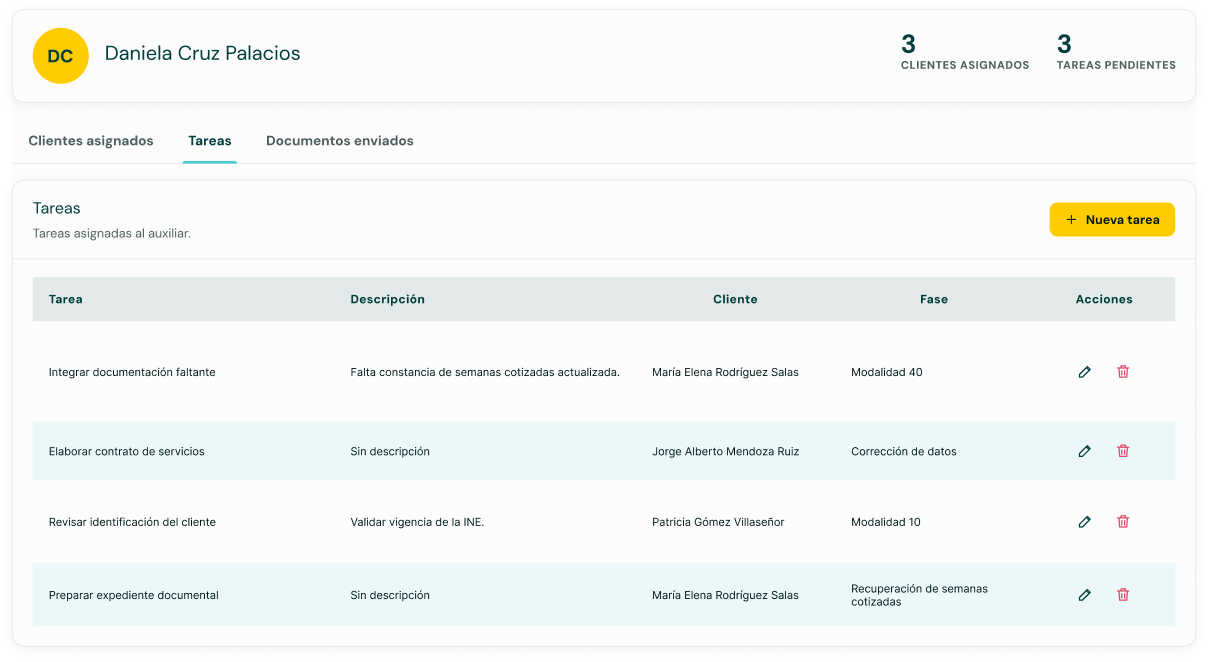 DC
Daniela Cruz Palacios
3
CLIENTES ASIGNADOS
3
TAREAS PENDIENTES
Clientes asignados
Tareas
Documentos enviados
Tareas
Tareas asignadas al auxiliar.
+ Nueva tarea
Tarea Descripción Cliente Fase Acciones
Integrar documentación faltante Falta constancia de semanas cotizadas actualizada. María Elena Rodríguez Salas Modalidad 40
Elaborar contrato de servicios Sin descripción Jorge Alberto Mendoza Ruiz Corrección de datos
Revisar identificación del cliente Validar vigencia de la INE. Patricia Gómez Villaseñor Modalidad 10
Preparar expediente documental Sin descripción María Elena Rodríguez Salas Recuperación de semanas
cotizadas